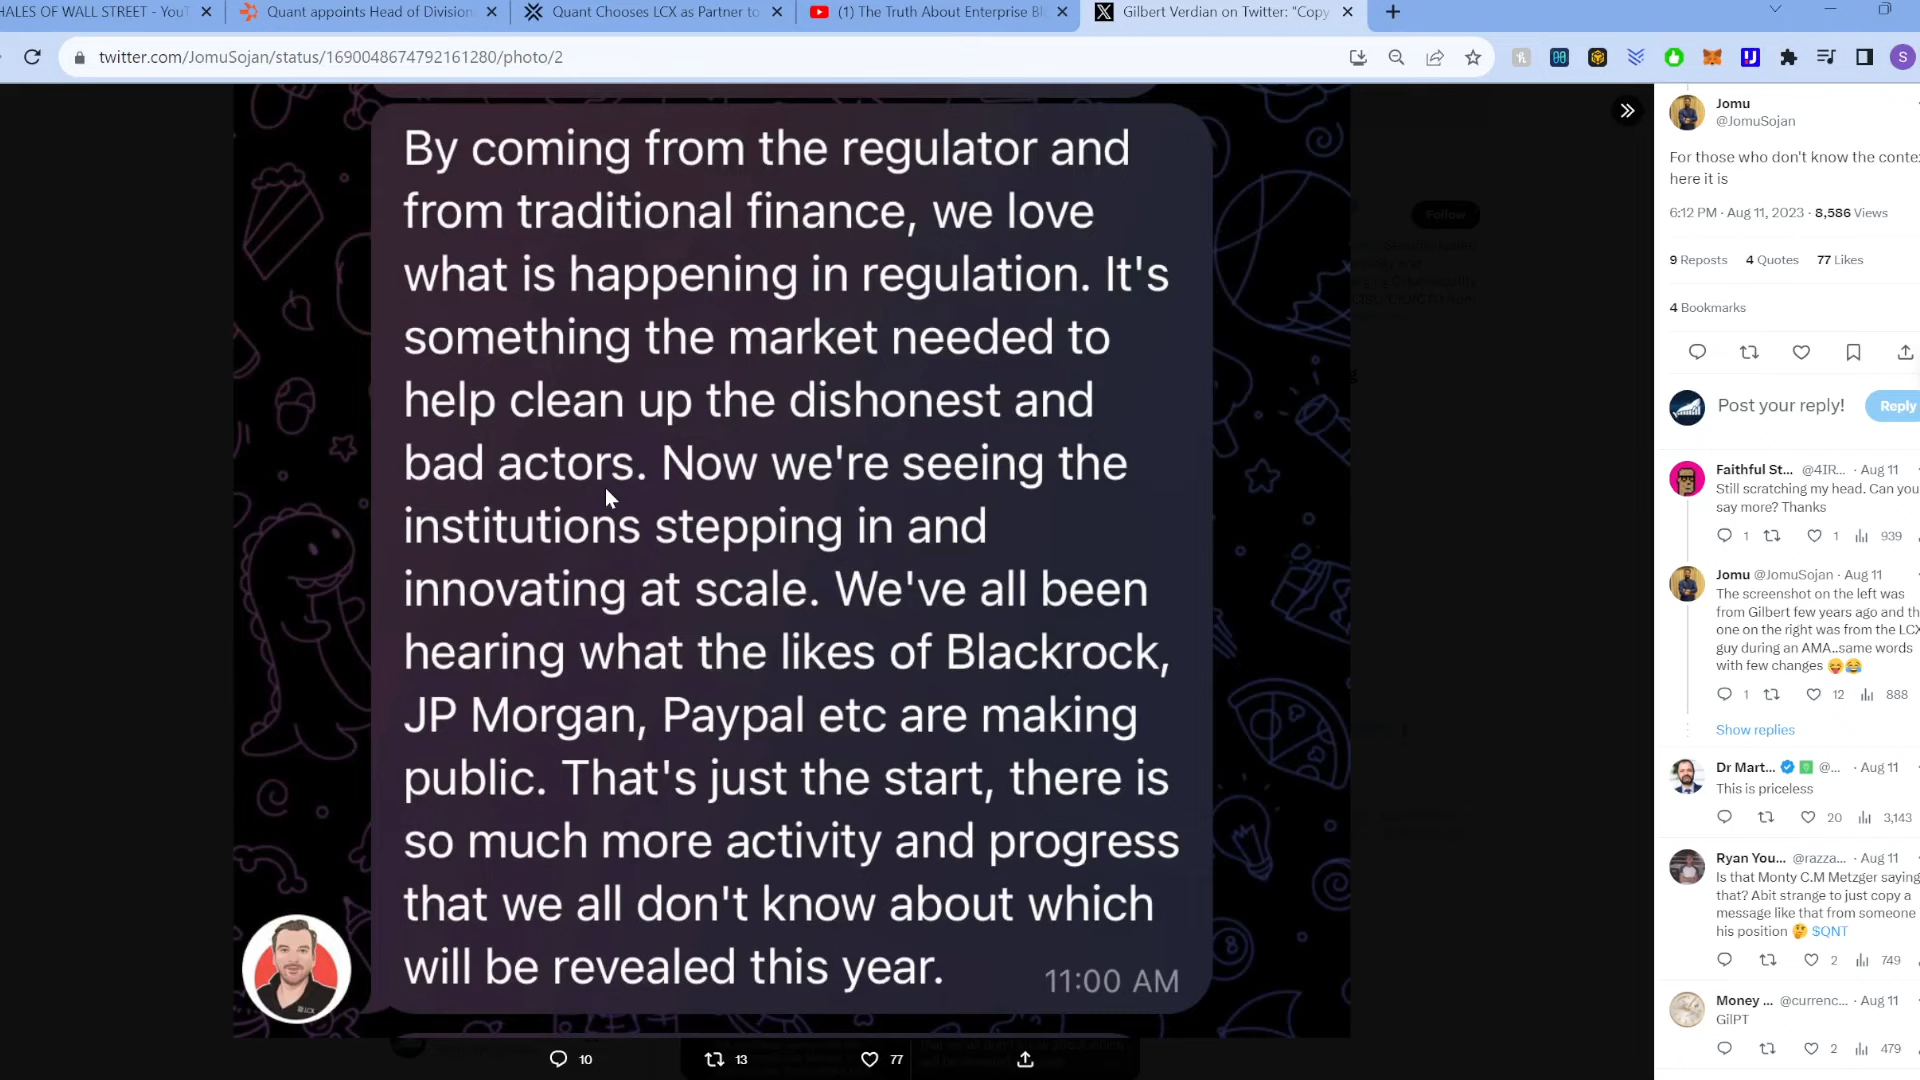 HALES OF WALL STREET - YouT
Quant appoints Head of Division
Quant Chooses LCX as Partner to
(1) The Truth About Enterprise Bl
Gilbert Verdian on Twitter: "Copy
twitter.com/JomuSojan/status/1690048674792161280/photo/2
S
By coming from the regulator and
from traditional finance, we love
what is happening in regulation. It's
something the market needed to
help clean up the dishonest and
bad actors. Now we're seeing the
institutions stepping in and
innovating at scale. We've all been
hearing what the likes of Blackrock,
JP Morgan, Paypal etc are making
public. That's just the start, there is
so much more activity and progress
that we all don't know about which
will be revealed this year.
11:00 AM
LCX
10
13
77
Follow
Jomu
@JomuSojan
For those who don't know the conte
here it is
6:12 PM · Aug 11, 2023 · 8,586 Views
9 Reposts 4 Quotes 77 Likes
4 Bookmarks
Post your reply!
Reply
Faithful St... @4IR... · Aug 11
Still scratching my head. Can you
say more? Thanks
1 1 939
Jomu @JomuSojan · Aug 11
The screenshot on the left was
from Gilbert few years ago and th
one on the right was from the LCX
guy during an AMA..same words
with few changes 😝😂
1 12 888
Show replies
Dr Mart... @... · Aug 11
This is priceless
20 3,143
Ryan You... @razza... · Aug 11
Is that Monty C.M Metzger saying
that? Abit strange to just copy a
message like that from someone
his position 🤔 $QNT
2 749
Money ... @currenc... · Aug 11
GilPT
2 479